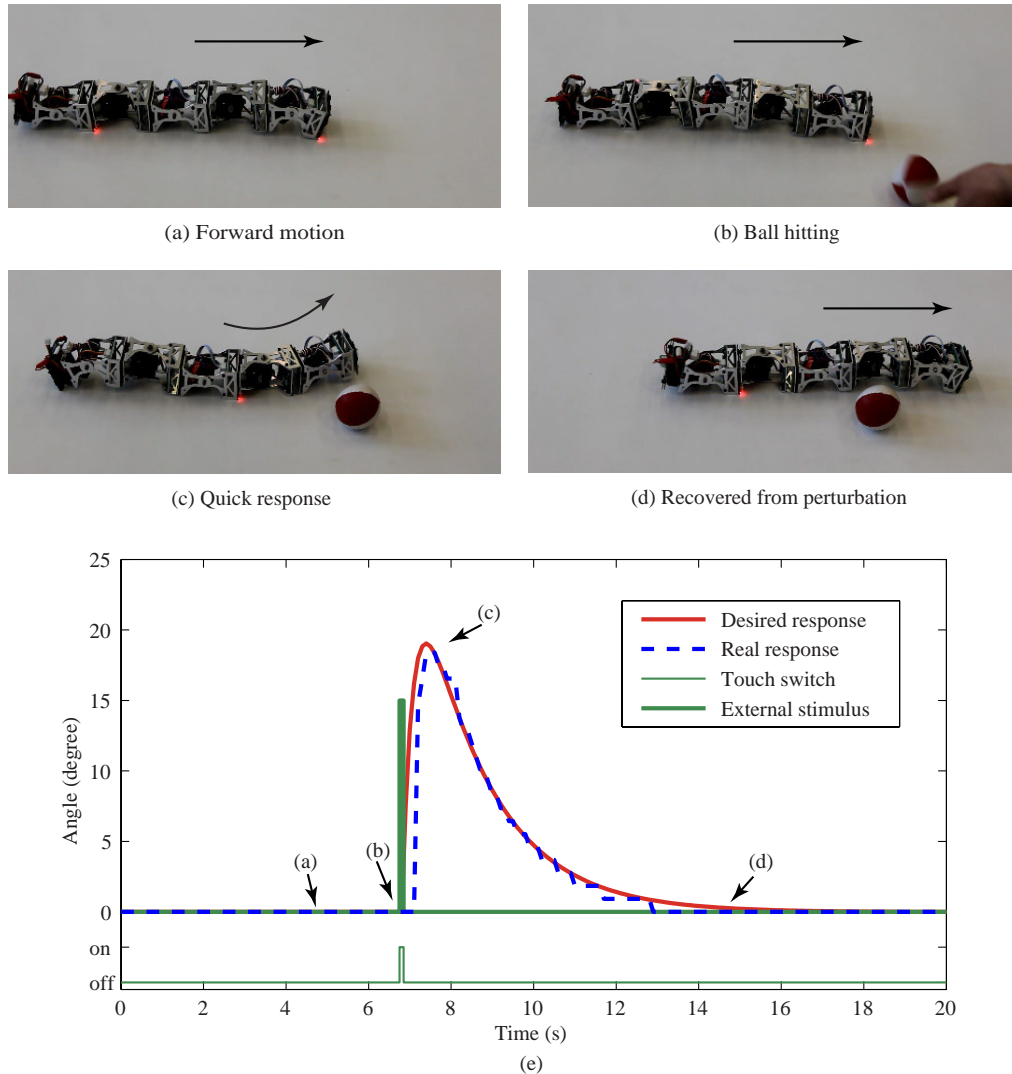 (a) Forward motion
(b) Ball hitting
(c) Quick response
(d) Recovered from perturbation
25
20
15
10
5
0
on
off
Angle (degree)
(a)
(b)
(c)
(d)
Desired response
Real response
Touch switch
External stimulus
0 2 4 6 8 10 12 14 16 18 20
Time (s)
(e)